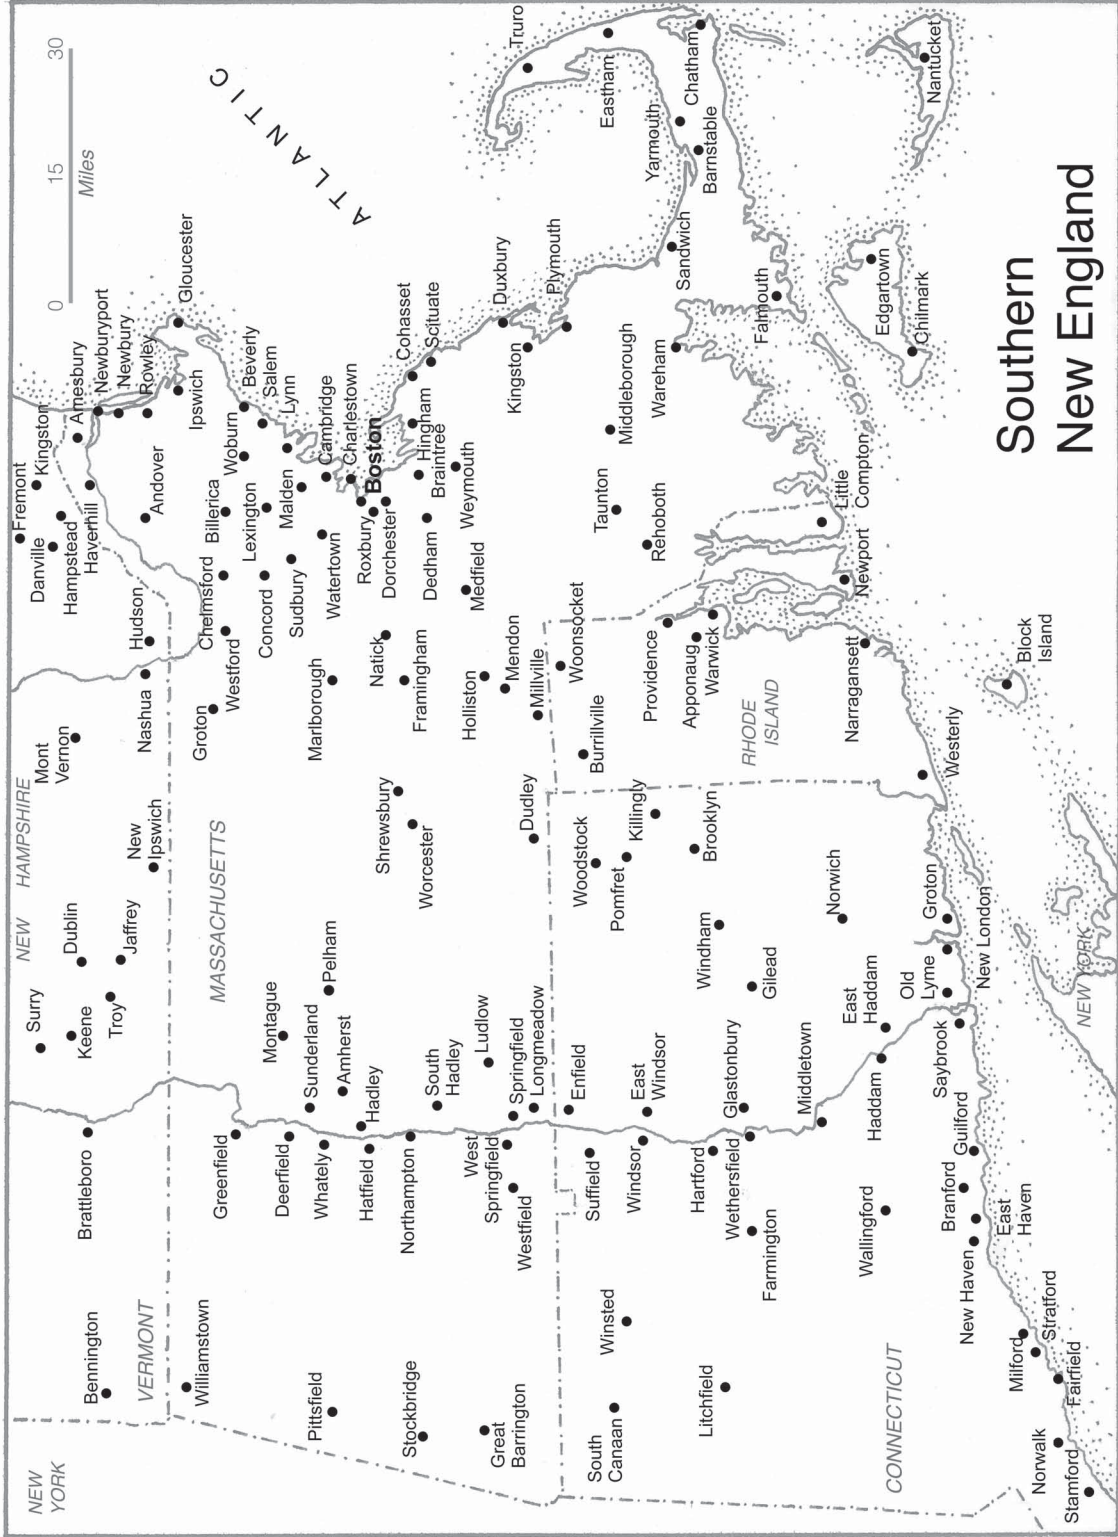 NEW
YORK
Bennington
VERMONT
Brattleboro
Surry
Keene
Troy
Dublin
Jaffrey
NEW HAMPSHIRE
New
Ipswich
Mont
Vernon
Nashua
Hudson
Fremont
Danville
Kingston
Hampstead
Haverhill
Amesbury
Newburyport
Newbury
Rowley
Ipswich
Gloucester
Andover
0 15 30
Miles
ATLANTIC
Williamstown
MASSACHUSETTS
Pittsfield
Stockbridge
Great
Barrington
Greenfield
Deerfield
Whately
Hatfield
Northampton
West
Springfield
Westfield
Montague
Sunderland
Amherst
Hadley
Pelham
South
Hadley
Ludlow
Springfield
Longmeadow
Groton
Westford
Chelmsford
Billerica
Woburn
Beverly
Salem
Lynn
Concord
Lexington
Sudbury
Malden
Cambridge
Charlestown
Boston
Watertown
Roxbury
Dorchester
Marlborough
Natick
Framingham
Shrewsbury
Worcester
Dedham
Medfield
Braintree
Hingham
Weymouth
Cohasset
Scituate
Holliston
Mendon
Millville
Dudley
Duxbury
Kingston
Plymouth
Middleborough
Wareham
Taunton
Rehoboth
Sandwich
Yarmouth
Barnstable
Chatham
Eastham
Truro
Falmouth
Edgartown
Chilmark
Nantucket
Woonsocket
Burrillville
Providence
Apponaug
Warwick
RHODE
ISLAND
Narragansett
Westerly
Newport
Little
Compton
Block
Island
South
Canaan
Winsted
Litchfield
CONNECTICUT
Suffield
Enfield
Windsor
East
Windsor
Hartford
Wethersfield
Glastonbury
Farmington
Middletown
Wallingford
Haddam
East
Haddam
Woodstock
Pomfret
Killingly
Brooklyn
Windham
Gilead
Norwich
Groton
New London
Old
Lyme
Saybrook
Guilford
Branford
East
Haven
New Haven
Milford
Stratford
Fairfield
Norwalk
Stamford
NEW YORK
Southern
New England